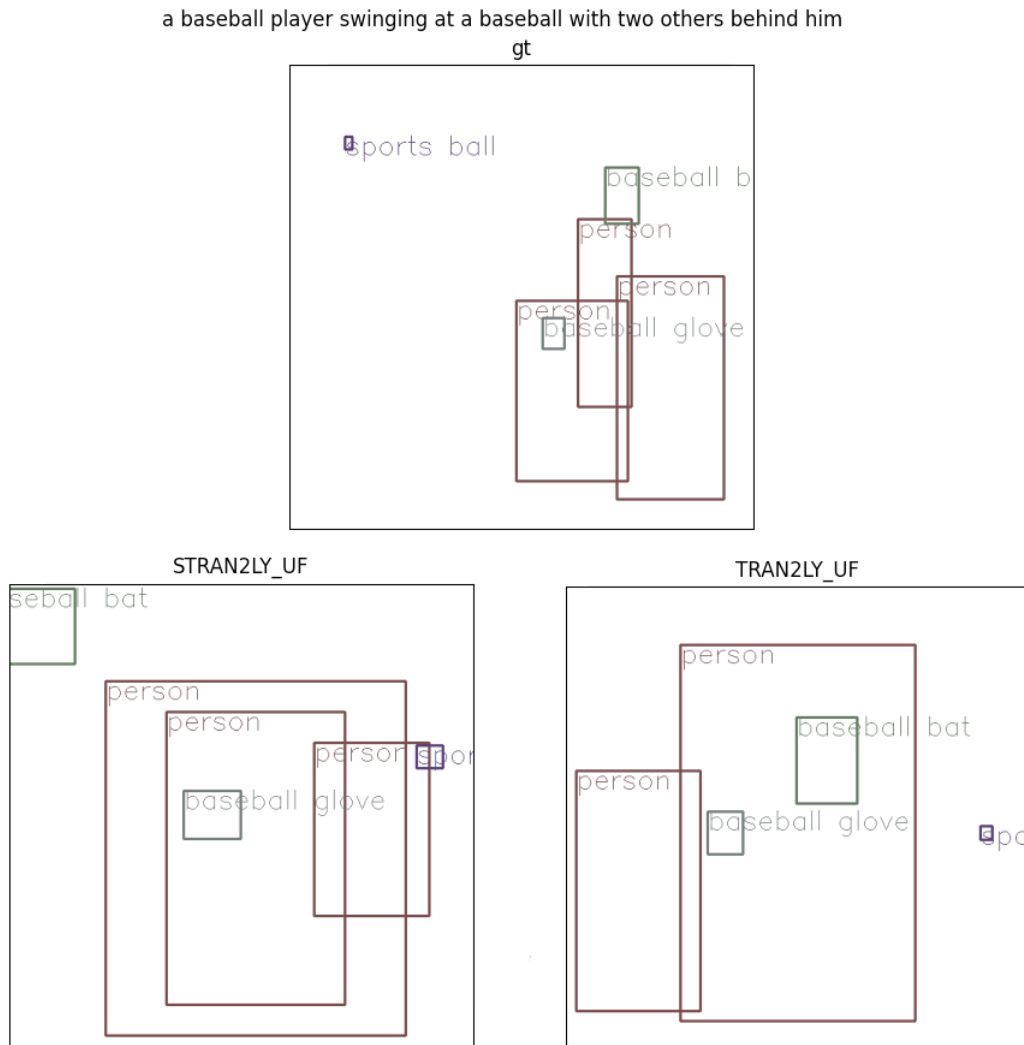 a baseball player swinging at a baseball with two others behind him
gt
sports ball
baseball b
person
person
person
baseball glove
STRAN2LY_UF
seball bat
person
person
person
spor
baseball glove
TRAN2LY_UF
person
baseball bat
person
baseball glove
spo